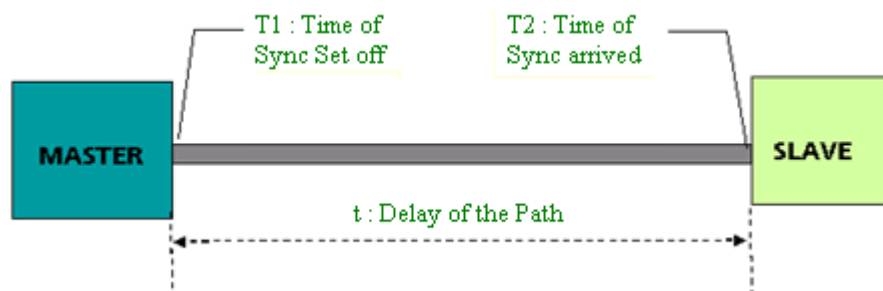 T1 : Time of
Sync Set off
T2 : Time of
Sync arrived
MASTER
SLAVE
t : Delay of the Path